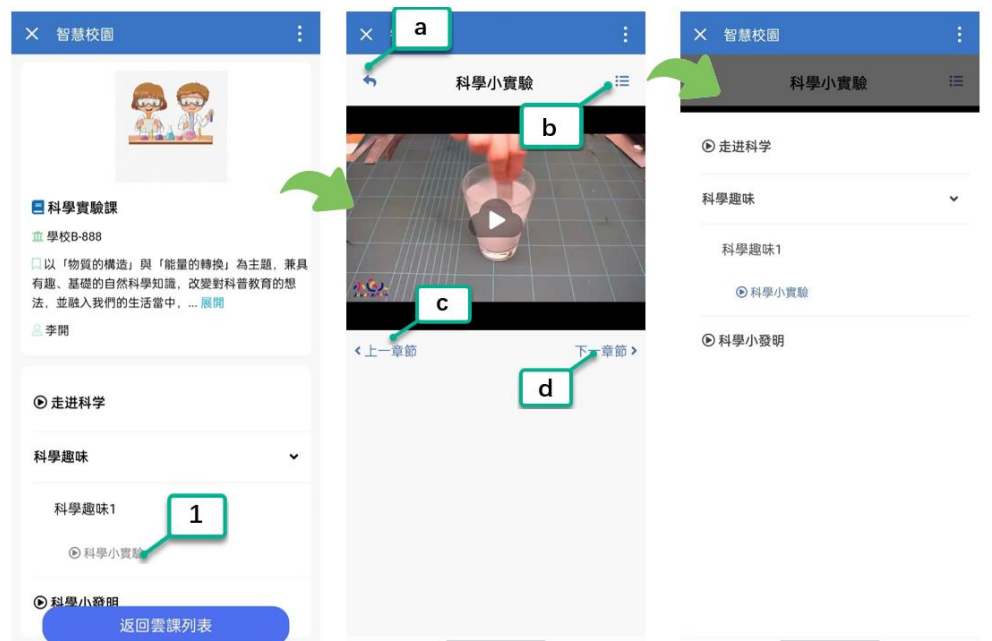 智慧校園
科學實驗課
學校B-888
以「物質的構造」與「能量的轉換」為主題,兼具
有趣、基礎的自然科學知識,改變對科普教育的想
法,並融入我們的生活當中, ... 展開
李開
走进科学
科學趣味
科學趣味1
1
科學小實驗
科學小發明
返回雲課列表
a
科學小實驗
b
c
上一章節
下一章節
d
智慧校園
科學小實驗
走进科学
科學趣味
科學趣味1
科學小實驗
科學小發明